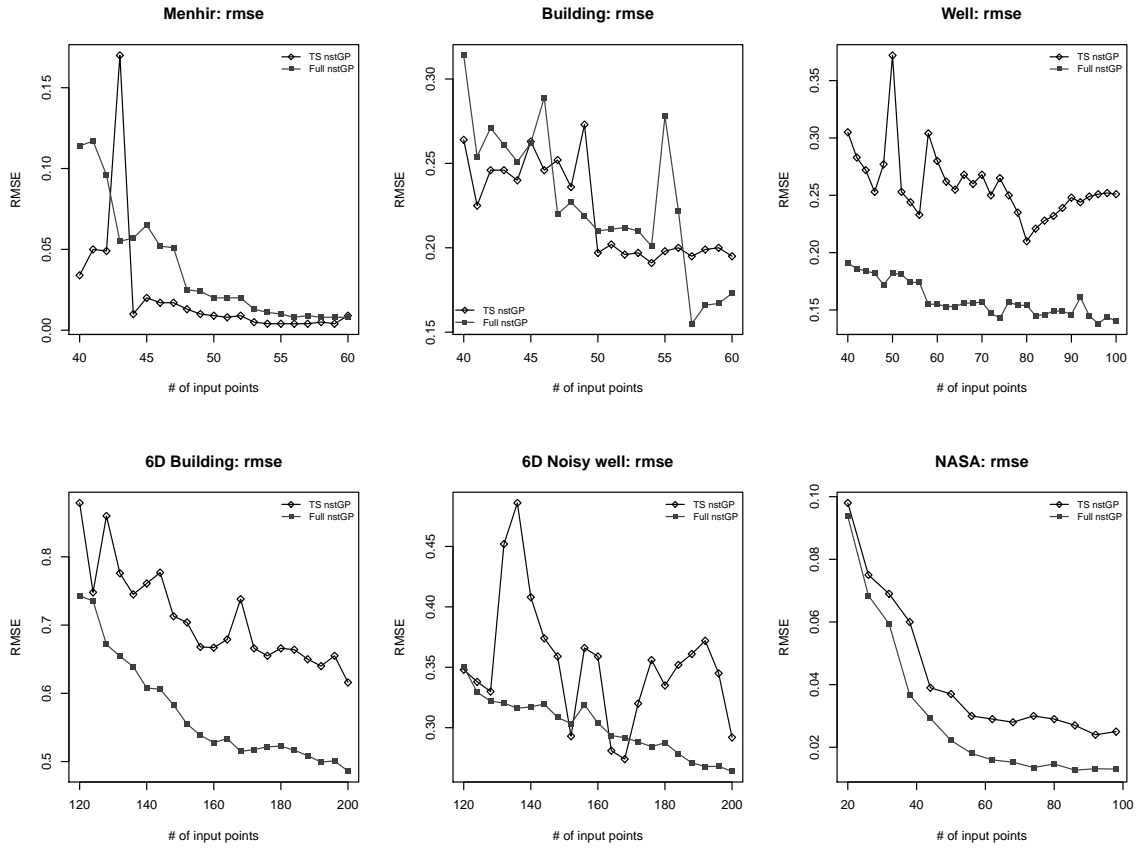 Menhir: rmse
TS nstGP
Full nstGP
RMSE
0.00 0.05 0.10 0.15
40 45 50 55 60
# of input points
Building: rmse
TS nstGP
Full nstGP
RMSE
0.15 0.20 0.25 0.30
40 45 50 55 60
# of input points
Well: rmse
TS nstGP
Full nstGP
RMSE
0.15 0.20 0.25 0.30 0.35
40 50 60 70 80 90 100
# of input points
6D Building: rmse
TS nstGP
Full nstGP
RMSE
0.5 0.6 0.7 0.8
120 140 160 180 200
# of input points
6D Noisy well: rmse
TS nstGP
Full nstGP
RMSE
0.30 0.35 0.40 0.45
120 140 160 180 200
# of input points
NASA: rmse
TS nstGP
Full nstGP
RMSE
0.02 0.04 0.06 0.08 0.10
20 40 60 80 100
# of input points